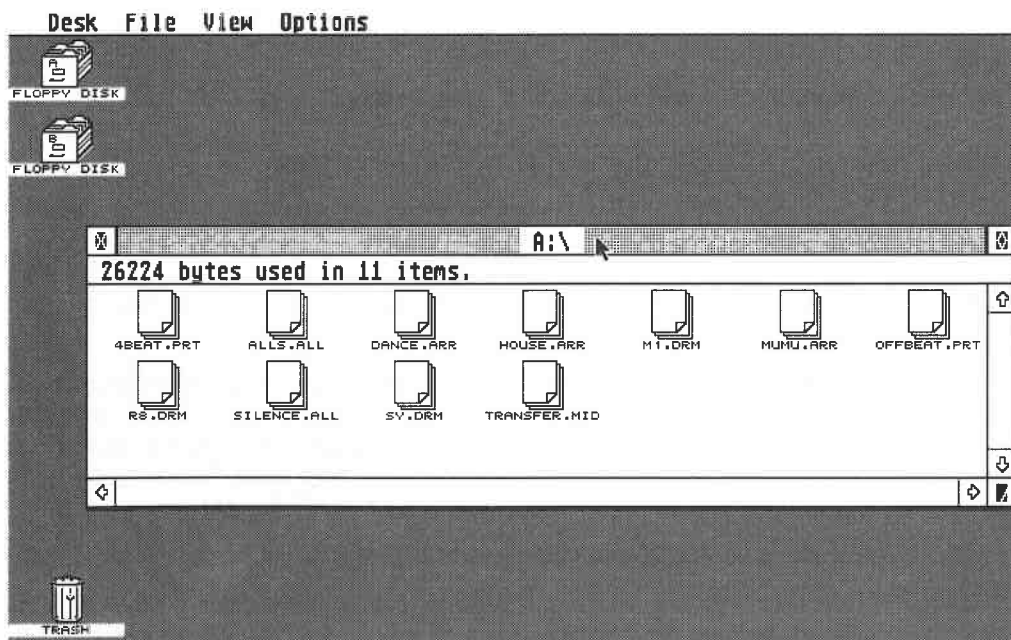 Desk File View Options
A
FLOPPY DISK
B
FLOPPY DISK
A:\
26224 bytes used in 11 items.
4BEAT.PRT ALLS.ALL DANCE.ARR HOUSE.ARR M1.DRM MUMU.ARR OFFBEAT.PRT
R8.DRM SILENCE.ALL SY.DRM TRANSFER.MID
TRASH